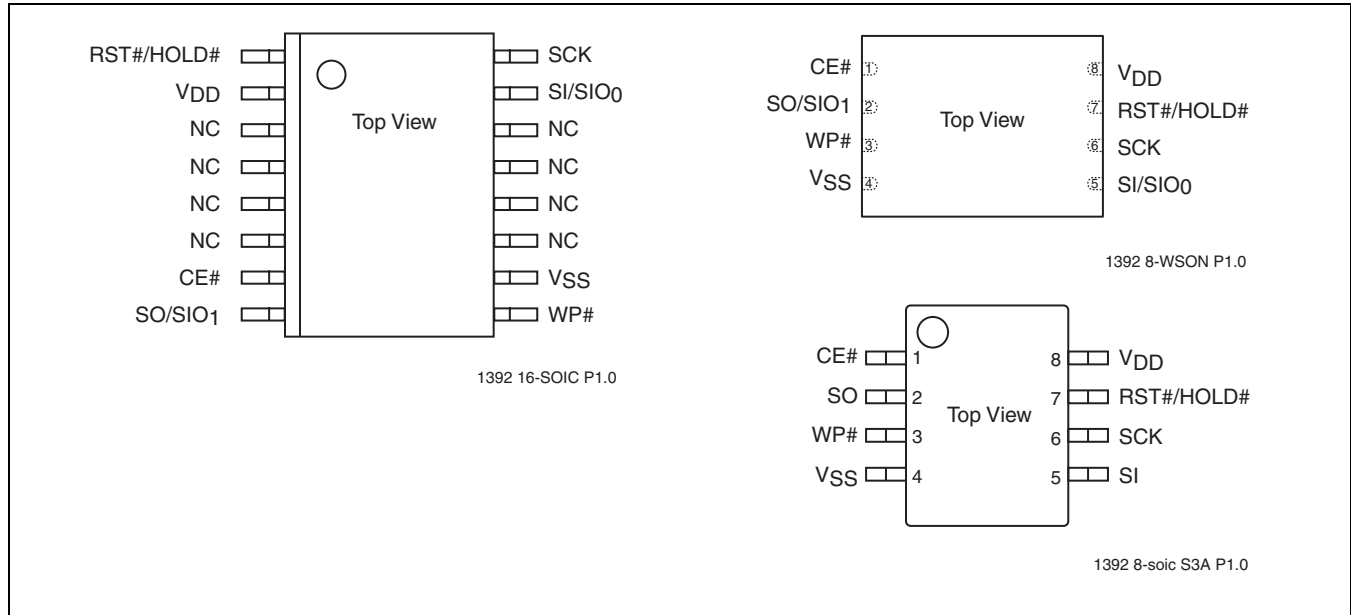 RST#/HOLD#
VDD
NC
NC
NC
NC
CE#
SO/SIO1
Top View
SCK
SI/SIO0
NC
NC
NC
NC
VSS
WP#
1392 16-SOIC P1.0
CE# 1
SO/SIO1 2
WP# 3
VSS 4
Top View
8 VDD
7 RST#/HOLD#
6 SCK
5 SI/SIO0
1392 8-WSON P1.0
CE# 1
SO 2
WP# 3
VSS 4
Top View
8 VDD
7 RST#/HOLD#
6 SCK
5 SI
1392 8-soic S3A P1.0